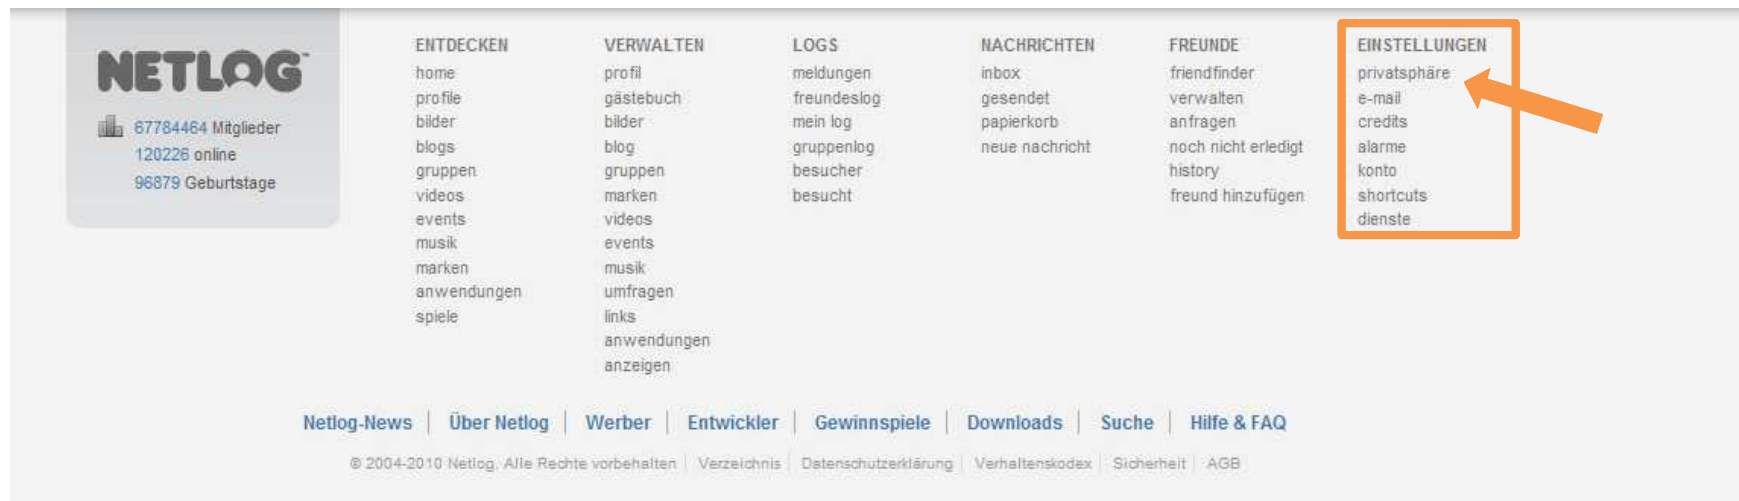 NETLOG™
67784464 Mitglieder
120226 online
96879 Geburtstage
ENTDECKEN
home
profile
bilder
blogs
gruppen
videos
events
musik
marken
anwendungen
spiele
VERWALTEN
profil
gästebuch
bilder
blog
gruppen
marken
videos
events
musik
umfragen
links
anwendungen
anzeigen
LOGS
meldungen
freundeslog
mein log
gruppenlog
besucher
besucht
NACHRICHTEN
inbox
gesendet
papierkorb
neue nachricht
FREUNDE
friendfinder
verwalten
anfragen
noch nicht erledigt
history
freund hinzufügen
EINSTELLUNGEN
privatsphäre
e-mail
credits
alarme
konto
shortcuts
dienste
Netlog-News | Über Netlog | Werber | Entwickler | Gewinnspiele | Downloads | Suche | Hilfe & FAQ
© 2004-2010 Netlog. Alle Rechte vorbehalten | Verzeichnis | Datenschutzerklärung | Verhaltenskodex | Sicherheit | AGB